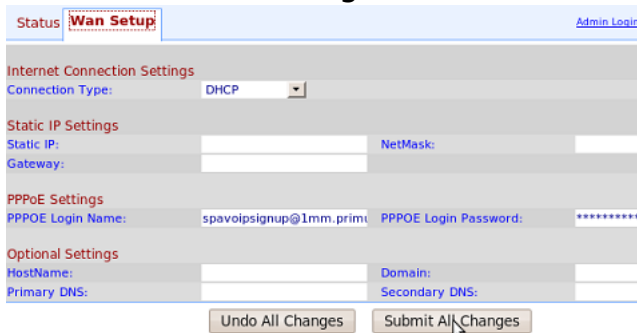 Status Wan Setup Admin Login
Internet Connection Settings
Connection Type: DHCP
Static IP Settings
Static IP: NetMask:
Gateway:
PPPoE Settings
PPPOE Login Name: spavoipsignup@1mm.primu PPPOE Login Password: **********
Optional Settings
HostName: Domain:
Primary DNS: Secondary DNS:
Undo All Changes Submit All Changes